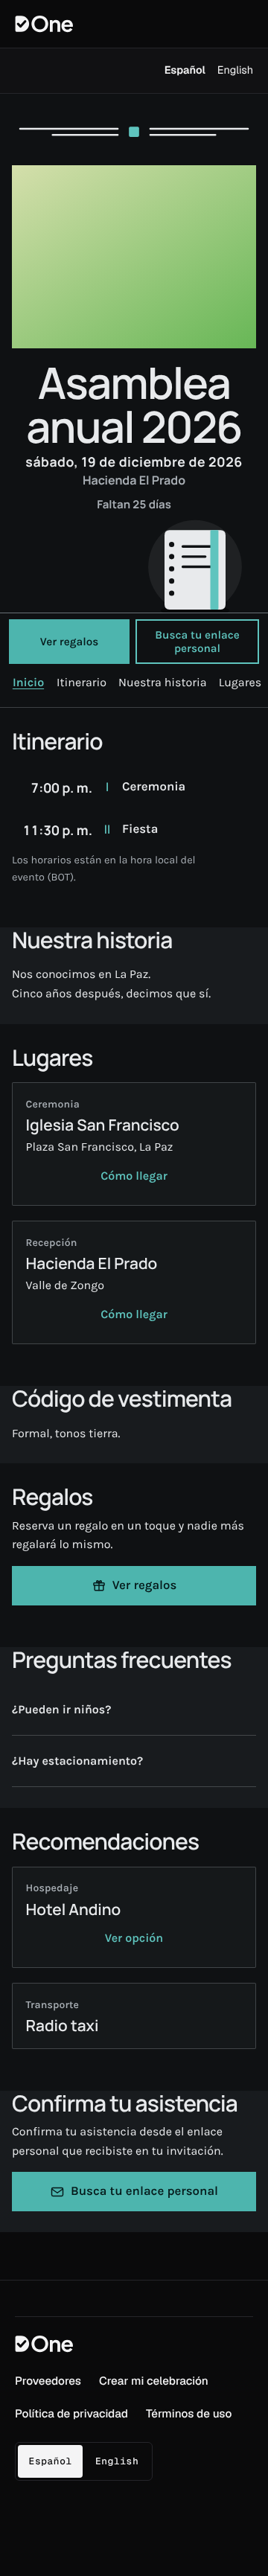 One
Español English
Asamblea
anual 2026
sábado, 19 de diciembre de 2026
Hacienda El Prado
Faltan 25 días
Ver regalos
Busca tu enlace
personal
Inicio Itinerario Nuestra historia Lugares
Itinerario
7:00 p. m. I Ceremonia
11:30 p. m. II Fiesta
Los horarios están en la hora local del
evento (BOT).
Nuestra historia
Nos conocimos en La Paz.
Cinco años después, decimos que sí.
Lugares
Ceremonia
Iglesia San Francisco
Plaza San Francisco, La Paz
Cómo llegar
Recepción
Hacienda El Prado
Valle de Zongo
Cómo llegar
Código de vestimenta
Formal, tonos tierra.
Regalos
Reserva un regalo en un toque y nadie más
regalará lo mismo.
Ver regalos
Preguntas frecuentes
¿Pueden ir niños?
¿Hay estacionamiento?
Recomendaciones
Hospedaje
Hotel Andino
Ver opción
Transporte
Radio taxi
Confirma tu asistencia
Confirma tu asistencia desde el enlace
personal que recibiste en tu invitación.
Busca tu enlace personal
One
Proveedores Crear mi celebración
Política de privacidad Términos de uso
Español English